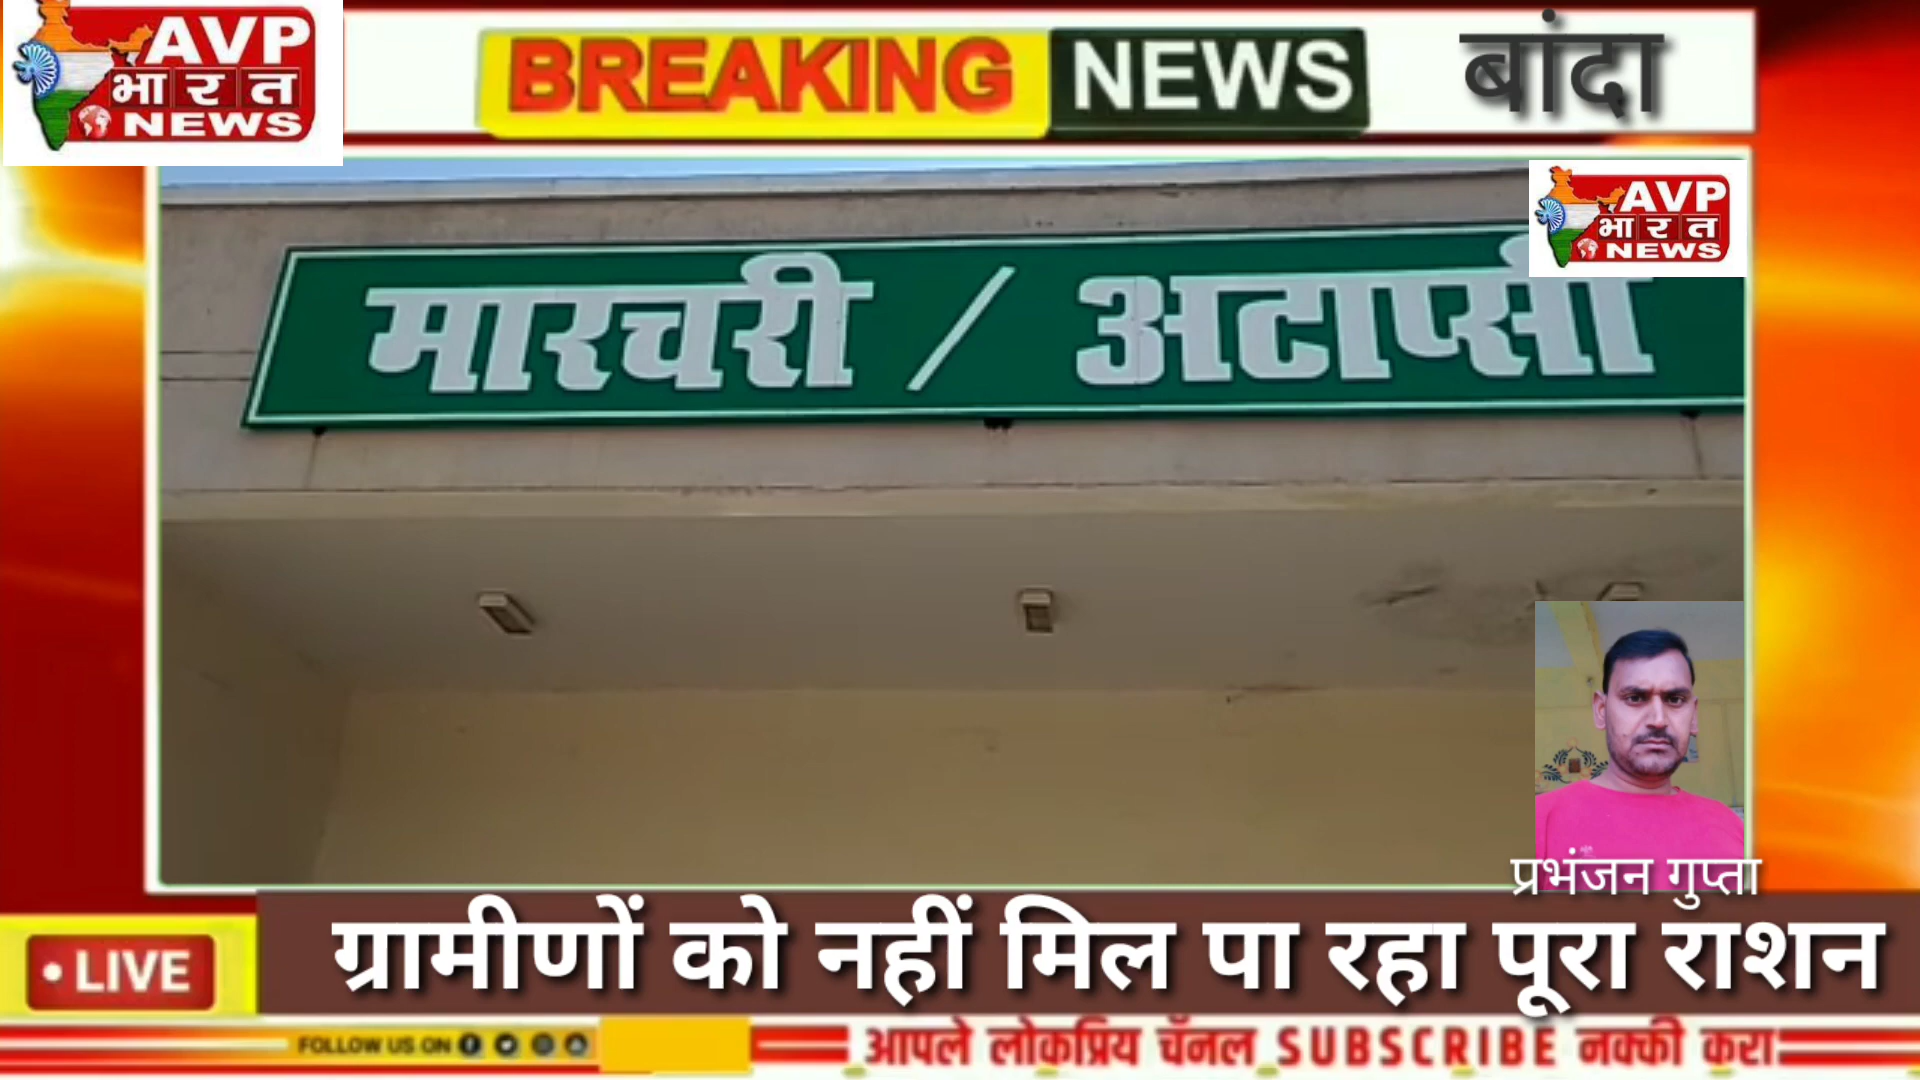 AVP
भारत
NEWS
BREAKING NEWS
बांदा
AVP
भारत
NEWS
मारचरी / अटाप्सी
प्रभंजन गुप्ता
ग्रामीणों को नहीं मिल पा रहा पूरा राशन
• LIVE
FOLLOW US ON
आपले लोकप्रिय चॅनल SUBSCRIBE नक्की करा